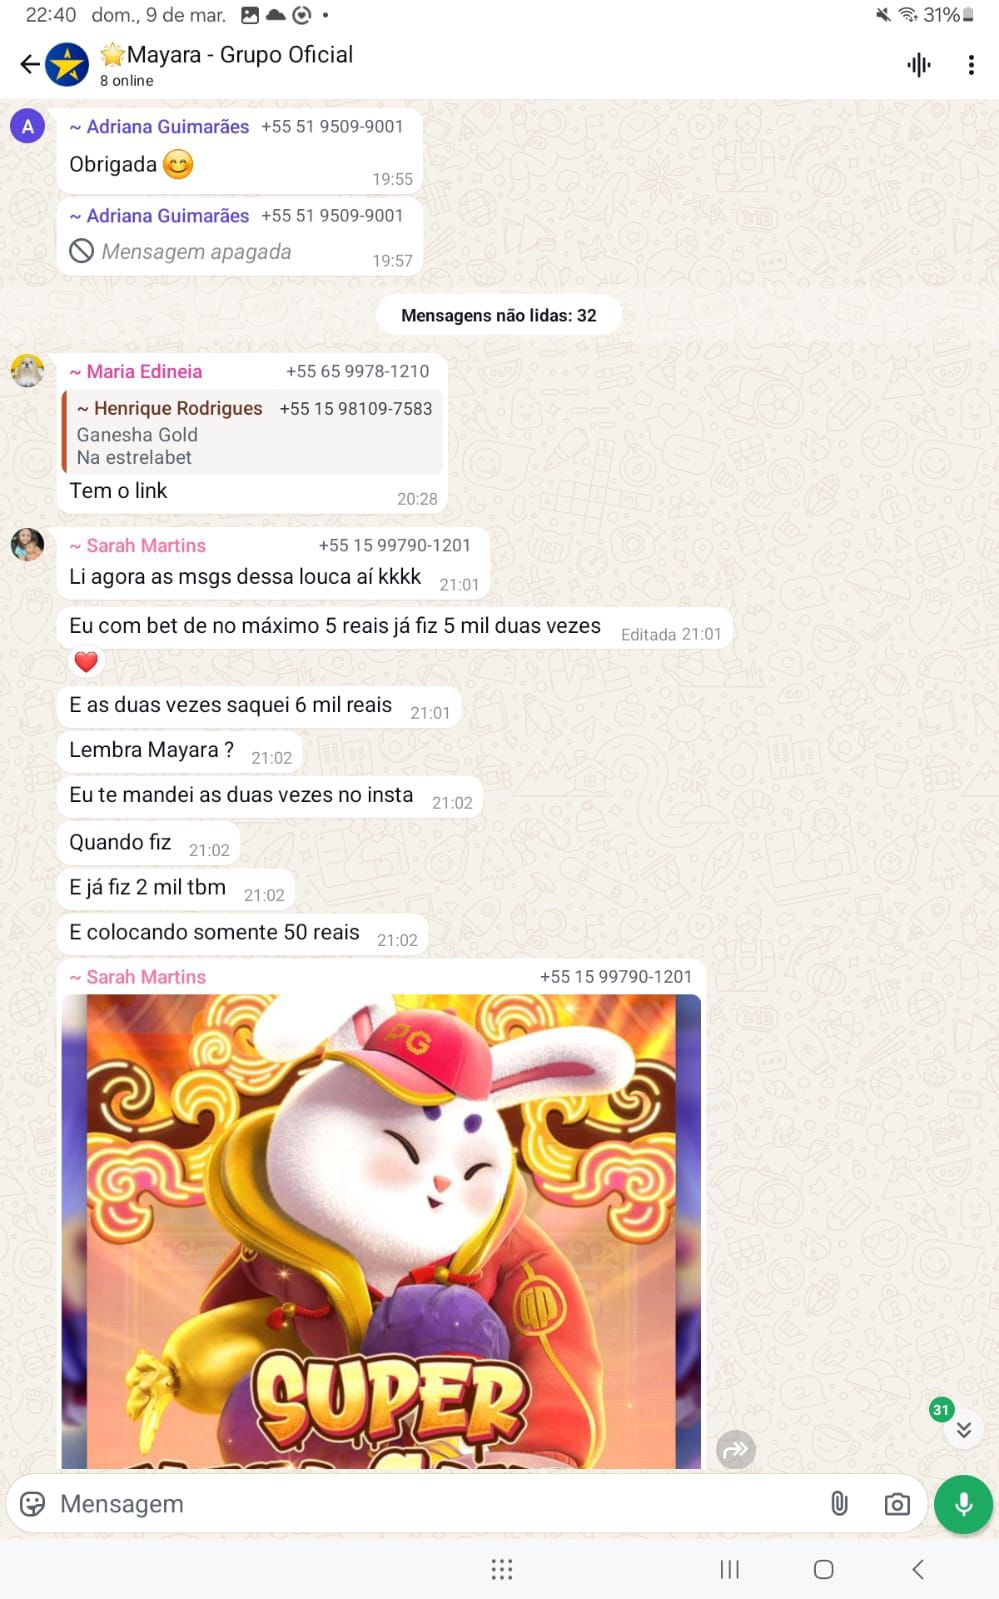 22:40 dom., 9 de mar.
31%
🌟Mayara - Grupo Oficial
8 online
A
~ Adriana Guimarães +55 51 9509-9001
Obrigada 😊
19:55
~ Adriana Guimarães +55 51 9509-9001
Mensagem apagada
19:57
Mensagens não lidas: 32
~ Maria Edineia +55 65 9978-1210
~ Henrique Rodrigues +55 15 98109-7583
Ganesha Gold
Na estrelabet
Tem o link
20:28
~ Sarah Martins +55 15 99790-1201
Li agora as msgs dessa louca aí kkkk 21:01
Eu com bet de no máximo 5 reais já fiz 5 mil duas vezes Editada 21:01
❤️
E as duas vezes saquei 6 mil reais 21:01
Lembra Mayara ? 21:02
Eu te mandei as duas vezes no insta 21:02
Quando fiz 21:02
E já fiz 2 mil tbm 21:02
E colocando somente 50 reais 21:02
~ Sarah Martins +55 15 99790-1201
PG
SUPER
31
Mensagem